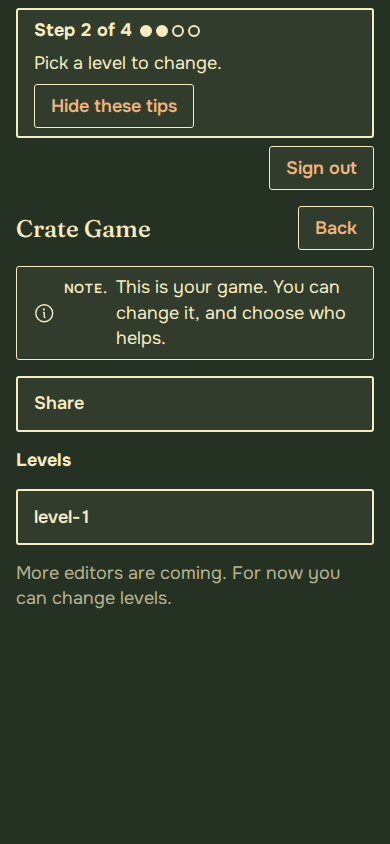 Step 2 of 4
Pick a level to change.
Hide these tips
Sign out
Crate Game
Back
NOTE. This is your game. You can
change it, and choose who
helps.
Share
Levels
level-1
More editors are coming. For now you
can change levels.